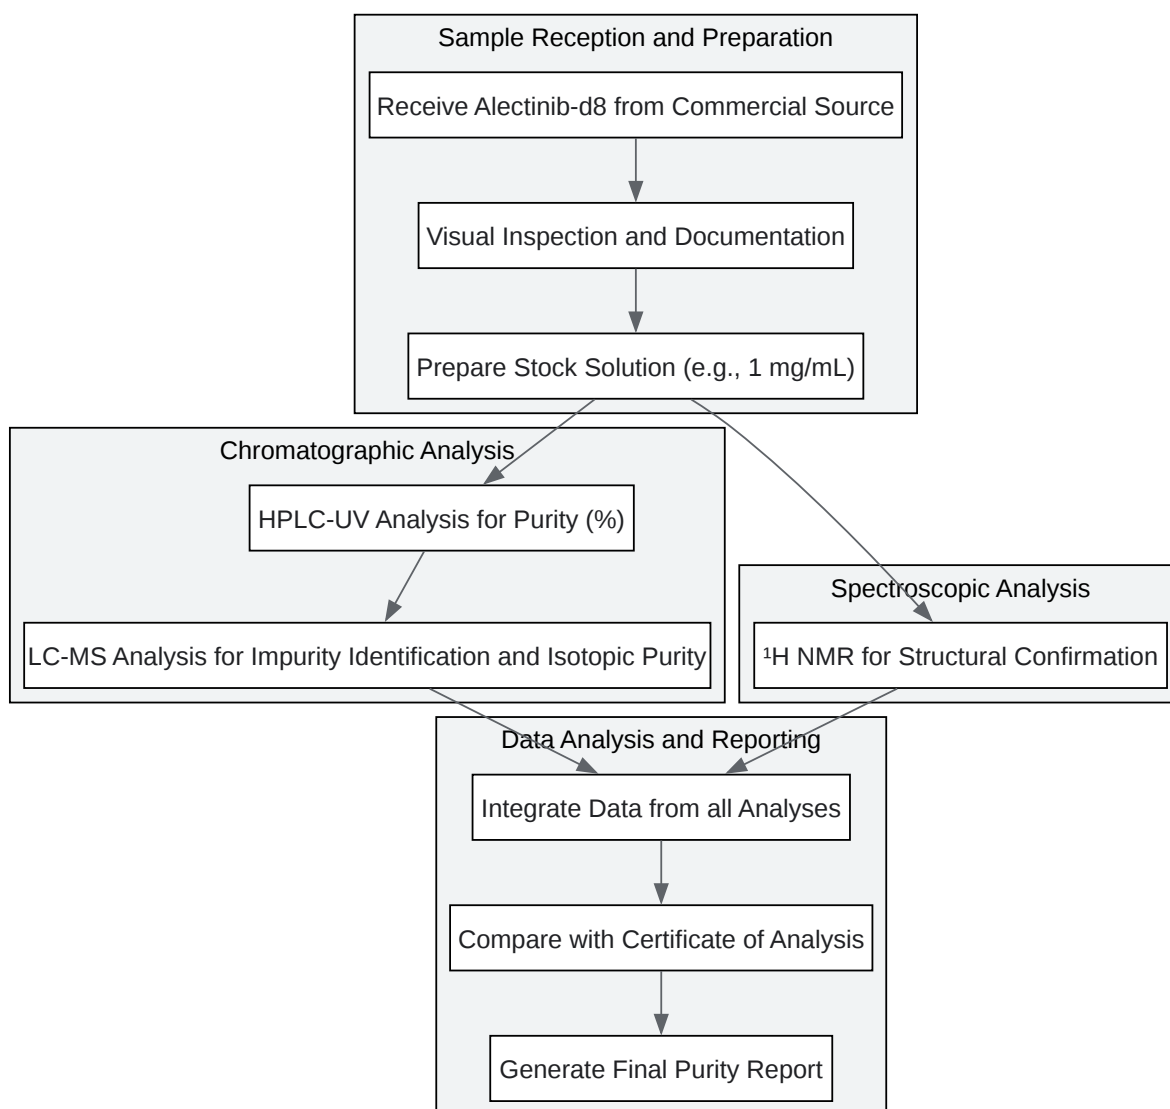 Sample Reception and Preparation
Receive Alectinib-d8 from Commercial Source
Visual Inspection and Documentation
Prepare Stock Solution (e.g., 1 mg/mL)
Chromatographic Analysis
HPLC-UV Analysis for Purity (%)
LC-MS Analysis for Impurity Identification and Isotopic Purity
Spectroscopic Analysis
¹H NMR for Structural Confirmation
Data Analysis and Reporting
Integrate Data from all Analyses
Compare with Certificate of Analysis
Generate Final Purity Report